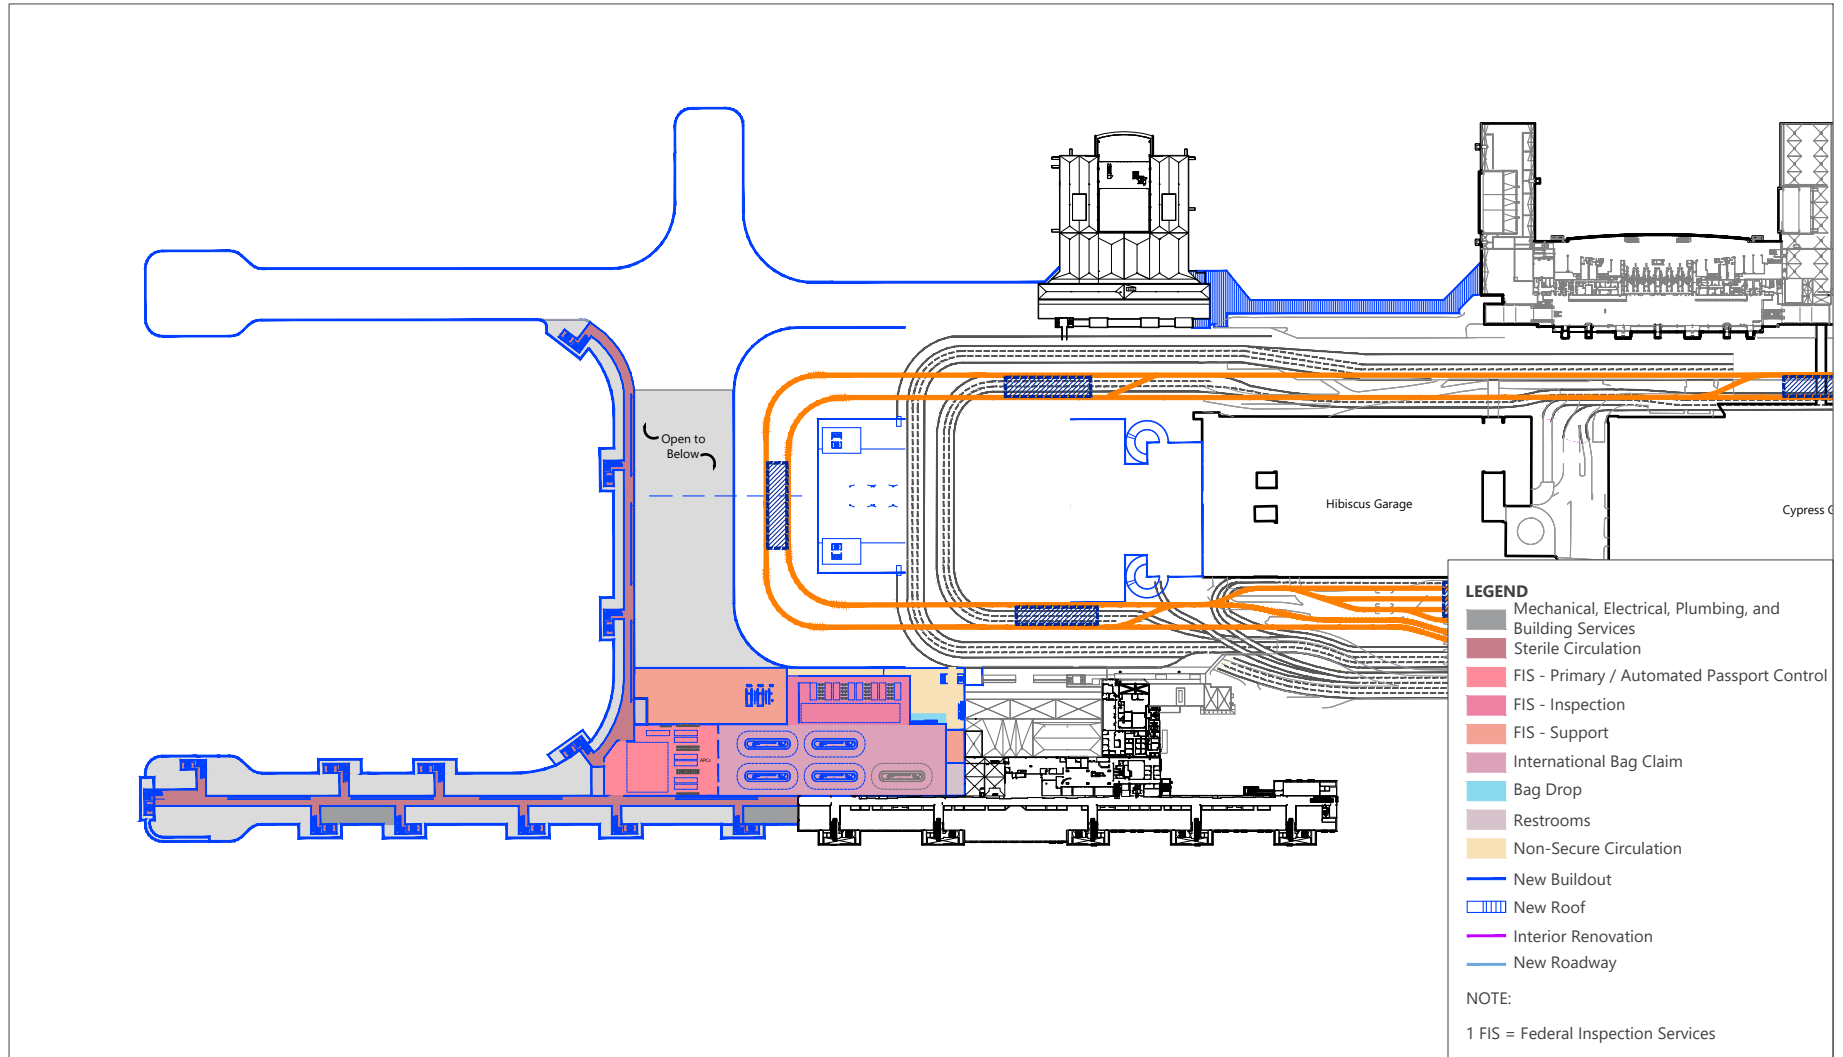 Open to
Below
Hibiscus Garage
Cypress G
APCs
LEGEND
Mechanical, Electrical, Plumbing, and
Building Services
Sterile Circulation
FIS - Primary / Automated Passport Control
FIS - Inspection
FIS - Support
International Bag Claim
Bag Drop
Restrooms
Non-Secure Circulation
New Buildout
New Roof
Interior Renovation
New Roadway
NOTE:
1 FIS = Federal Inspection Services